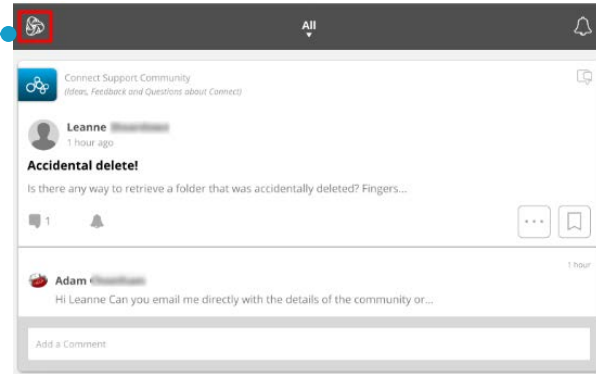 All
Connect Support Community
(Ideas, Feedback and Questions about Connect)
Leanne
1 hour ago
Accidental delete!
Is there any way to retrieve a folder that was accidentally deleted? Fingers...
1
1 hour
Adam
Hi Leanne Can you email me directly with the details of the community or...
Add a Comment